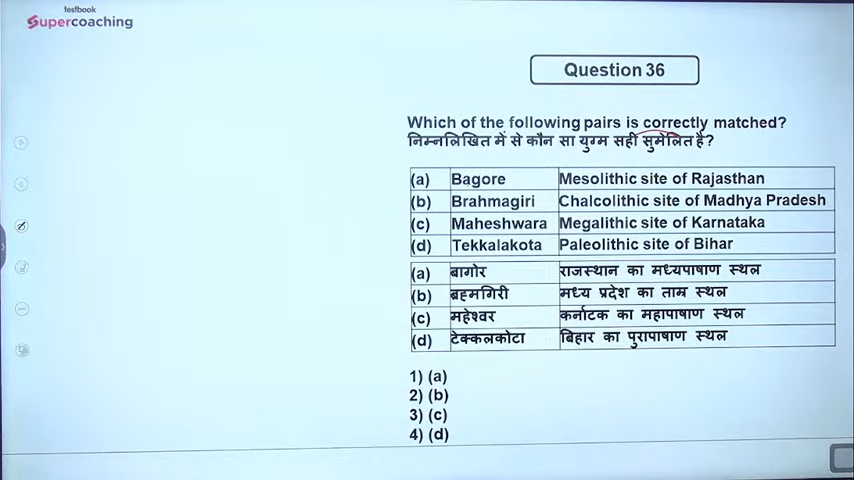 testbook
Supercoaching
Question 36
Which of the following pairs is correctly matched?
निम्नलिखित में से कौन सा युग्म सही सुमेलित है?
(a) Bagore Mesolithic site of Rajasthan
(b) Brahmagiri Chalcolithic site of Madhya Pradesh
(c) Maheshwara Megalithic site of Karnataka
(d) Tekkalakota Paleolithic site of Bihar
(a) बागोर राजस्थान का मध्यपाषाण स्थल
(b) ब्रहमगिरी मध्य प्रदेश का ताम्र स्थल
(c) महेश्वर कर्नाटक का महापाषाण स्थल
(d) टेक्कलकोटा बिहार का पुरापाषाण स्थल
1) (a)
2) (b)
3) (c)
4) (d)